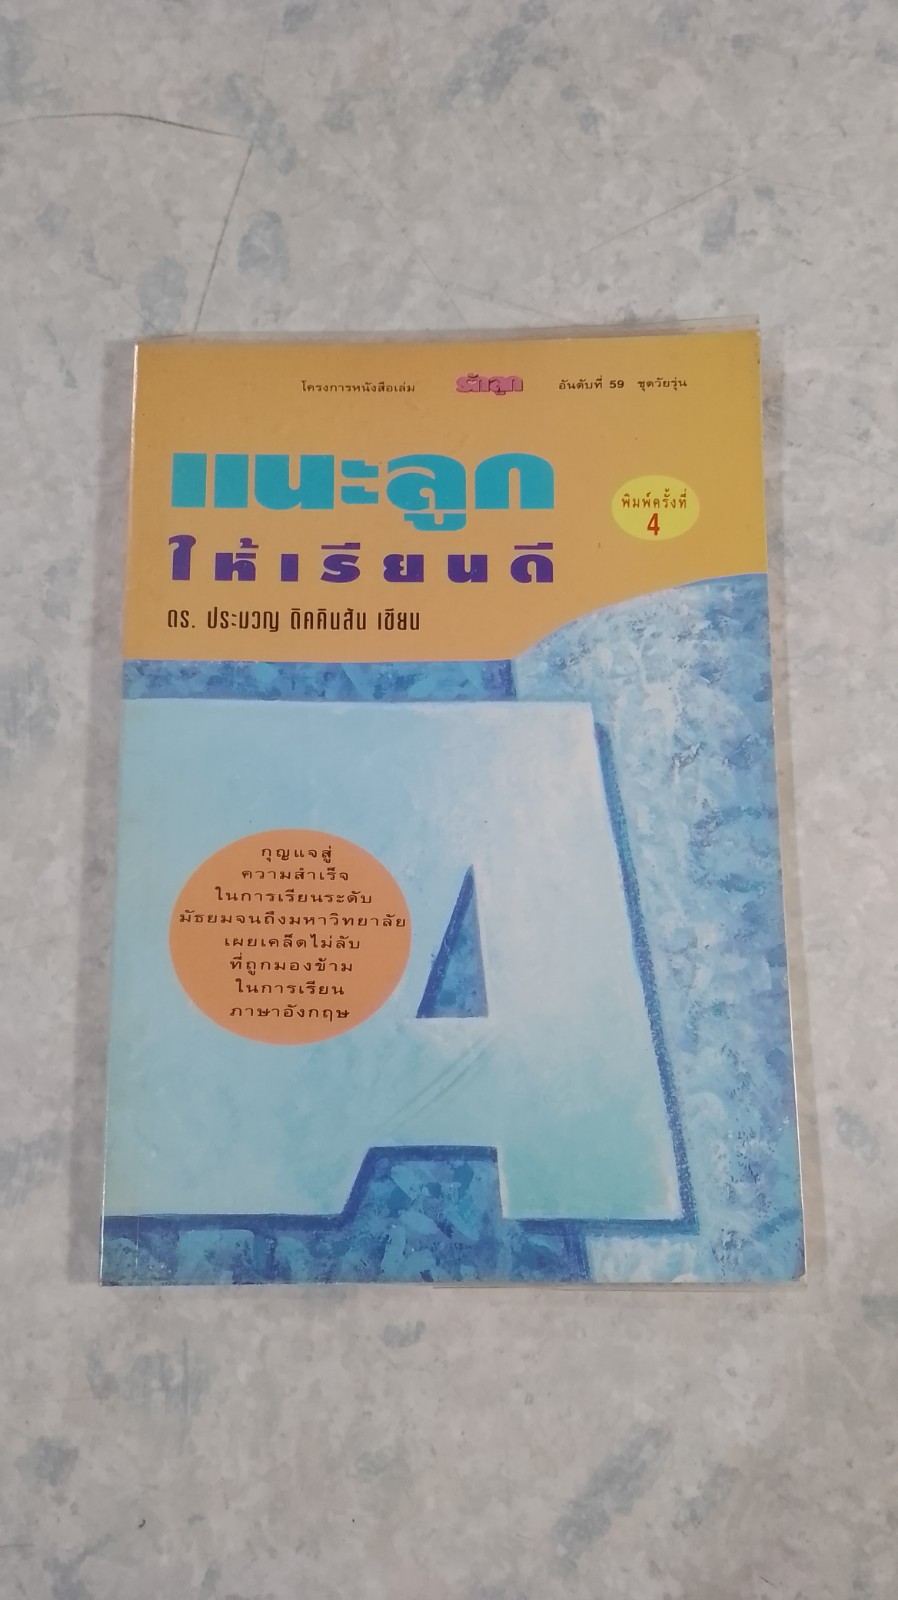 โครงการหนังสือเล่ม รักลูก อันดับที่ 59 ชุดวัยรุ่น
แนะลูก
ให้เรียนดี
พิมพ์ครั้งที่
4
ดร. ประมวญ ดิคคินสัน เขียน
กุญแจสู่
ความสำเร็จ
ในการเรียนระดับ
มัธยมจนถึงมหาวิทยาลัย
เผยเคล็ดไม่ลับ
ที่ถูกมองข้าม
ในการเรียน
ภาษาอังกฤษ
A